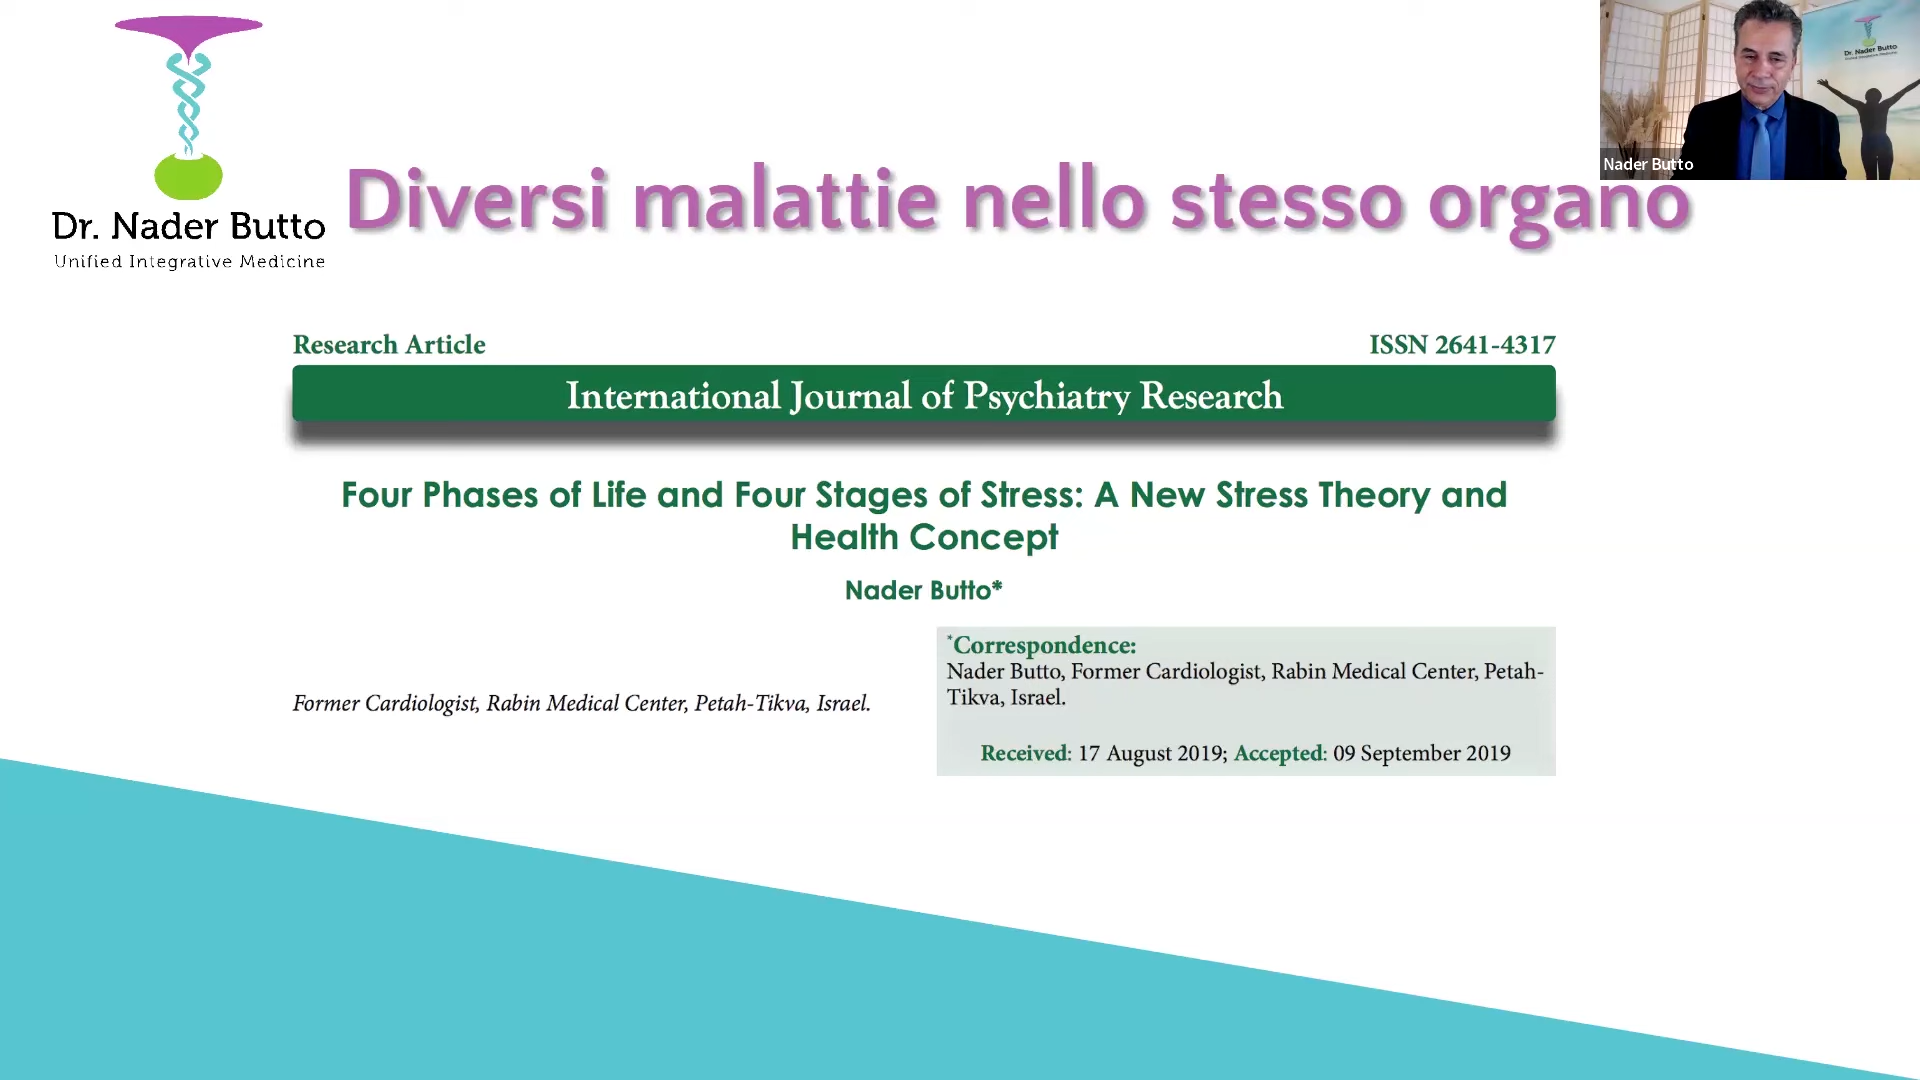 Dr. Nader Butto
Unified Integrative Medicine
Diversi malattie nello stesso organo
Dr. Nader Butto
Nader Butto
Research Article
ISSN 2641-4317
International Journal of Psychiatry Research
Four Phases of Life and Four Stages of Stress: A New Stress Theory and
Health Concept
Nader Butto*
Former Cardiologist, Rabin Medical Center, Petah-Tikva, Israel.
*Correspondence:
Nader Butto, Former Cardiologist, Rabin Medical Center, Petah-
Tikva, Israel.
Received: 17 August 2019; Accepted: 09 September 2019